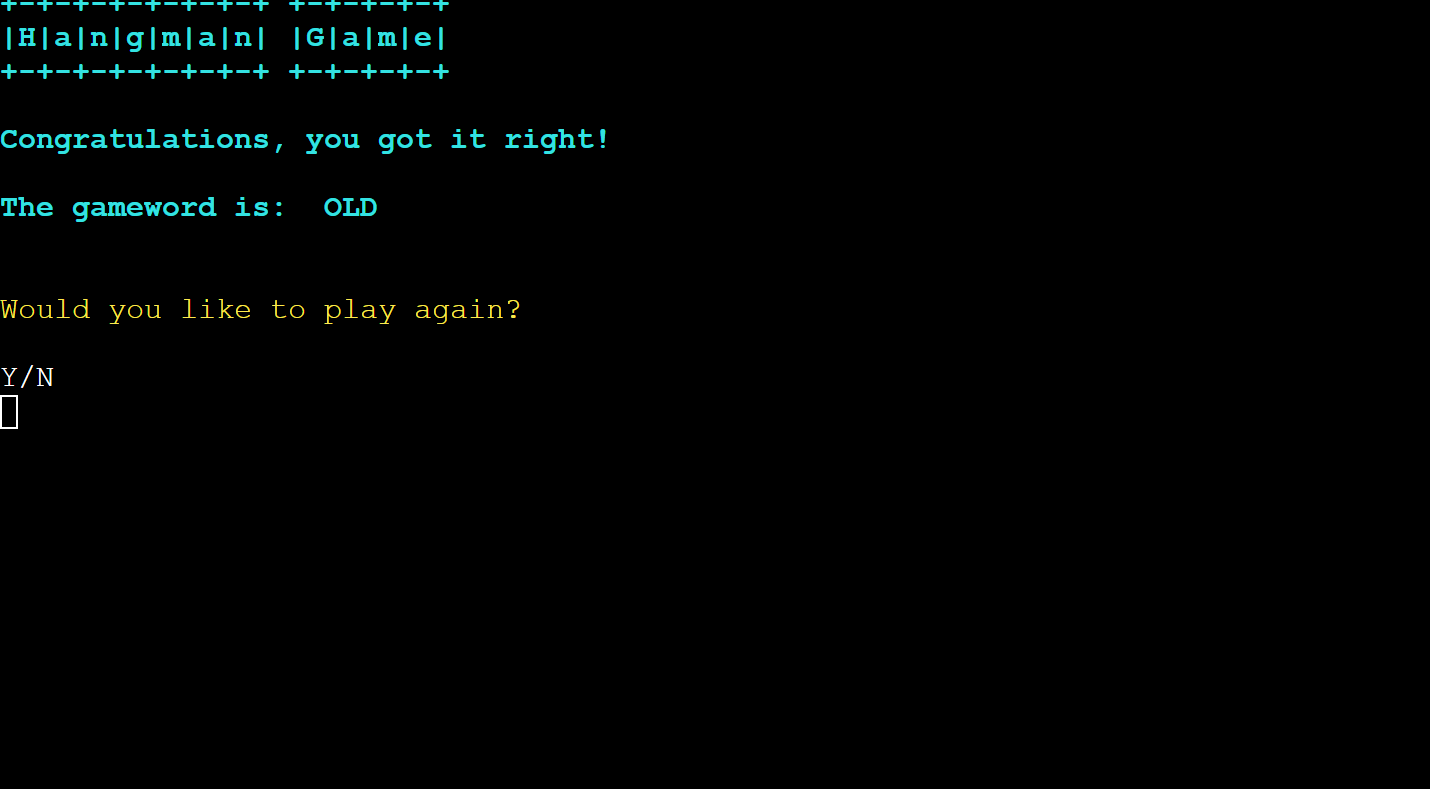 +-+-+-+-+-+-+-+ +-+-+-+-+
|H|a|n|g|m|a|n| |G|a|m|e|
+-+-+-+-+-+-+-+ +-+-+-+-+
Congratulations, you got it right!
The gameword is:  OLD
Would you like to play again?
Y/N